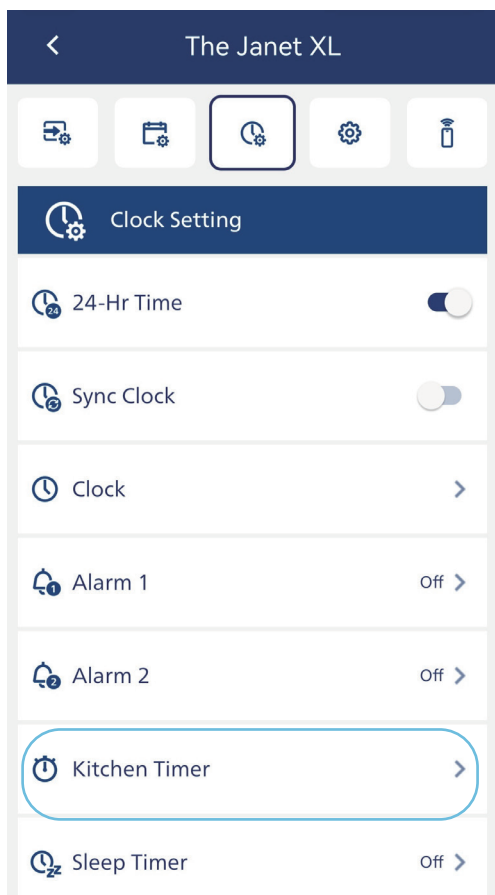 The Janet XL
Clock Setting
24-Hr Time
Sync Clock
Clock
Alarm 1 Off
Alarm 2 Off
Kitchen Timer
Sleep Timer Off